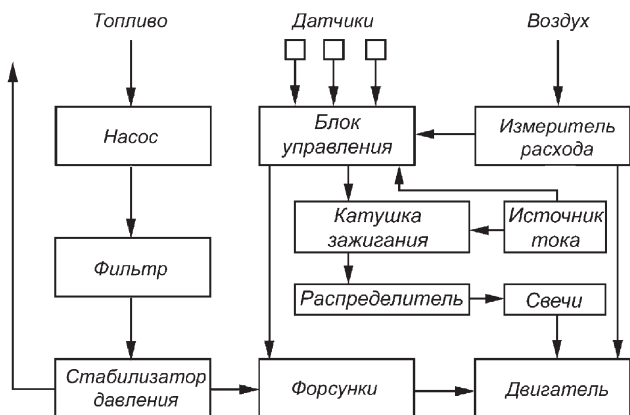 Топливо
Датчики
Воздух
Насос
Блок
управления
Измеритель
расхода
Катушка
зажигания
Источник
тока
Фильтр
Распределитель
Свечи
Стабилизатор
давления
Форсунки
Двигатель